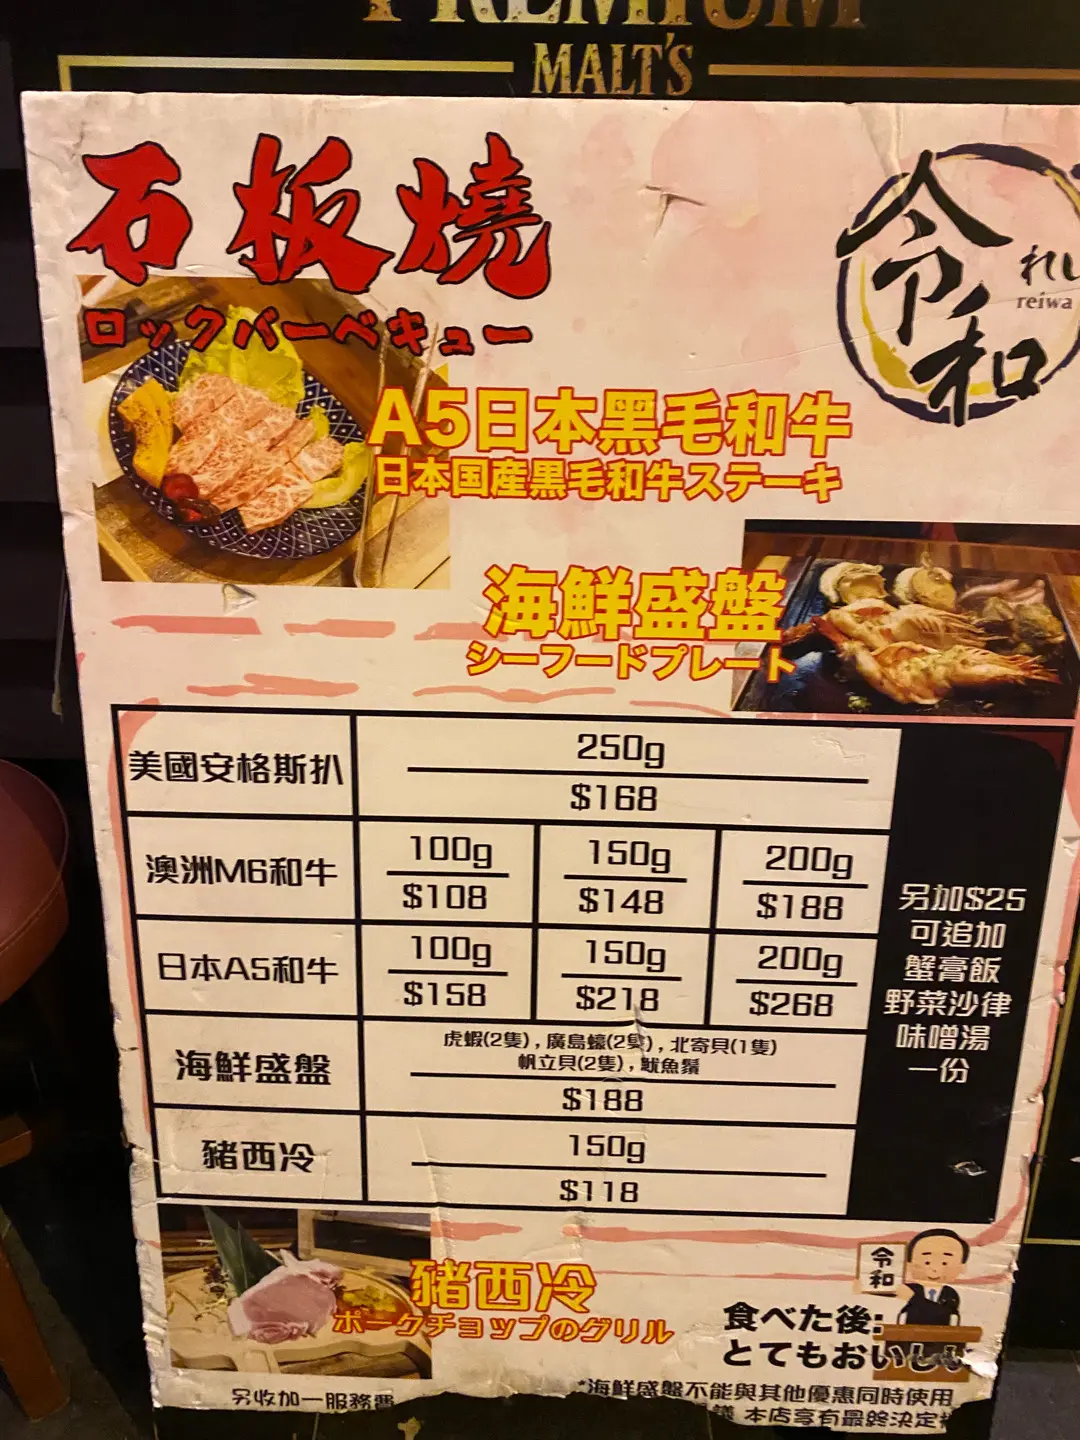 PREMIUM
MALT'S
石板燒
ロックバーベキュー
令和
れい
reiwa
A5日本黑毛和牛
日本国産黒毛和牛ステーキ
海鮮盛盤
シーフードプレート
美國安格斯扒
250g
$168
澳洲M6和牛
100g 150g 200g
$108 $148 $188
日本A5和牛
100g 150g 200g
$158 $218 $268
海鮮盛盤
虎蝦(2隻),廣島蠔(2隻),北寄貝(1隻)
帆立貝(2隻),魷魚鬚
$188
豬西冷
150g
$118
另加$25
可追加
蟹膏飯
野菜沙律
味噌湯
一份
豬西冷
ポークチョップのグリル
令和
食べた後:
とてもおいしい
另收加一服務費
*海鮮盛盤不能與其他優惠同時使用
議 本店享有最終決定